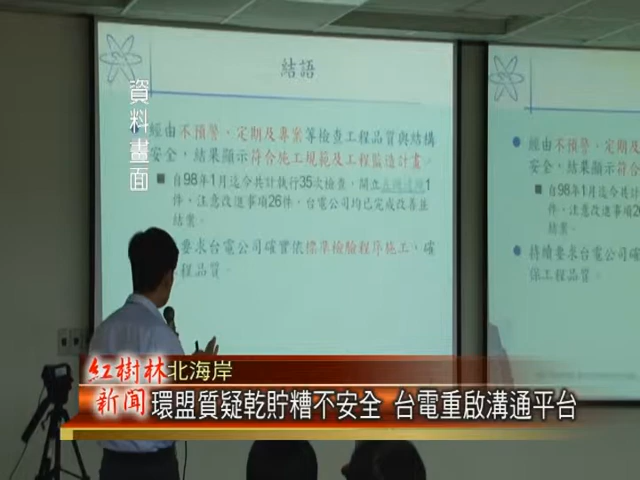 資料畫面
結語
經由不預警、定期及專案等檢查工程品質與結構
安全，結果顯示符合施工規範及工程監造計畫。
自98年1月迄今共計執行35次檢查，開立 1
件，注意改進事項26件，台電公司均已完成改善並
結案。
要求台電公司確實依標準檢驗程序施工，確
工程品質。
經由不預警、定期
安全，結果顯示符合
自98年1月迄今共
件，注意改進事項2
結案。
持續要求台電公司確
保工程品質。
紅樹林
新聞
北海岸
環盟質疑乾貯糟不安全 台電重啟溝通平台